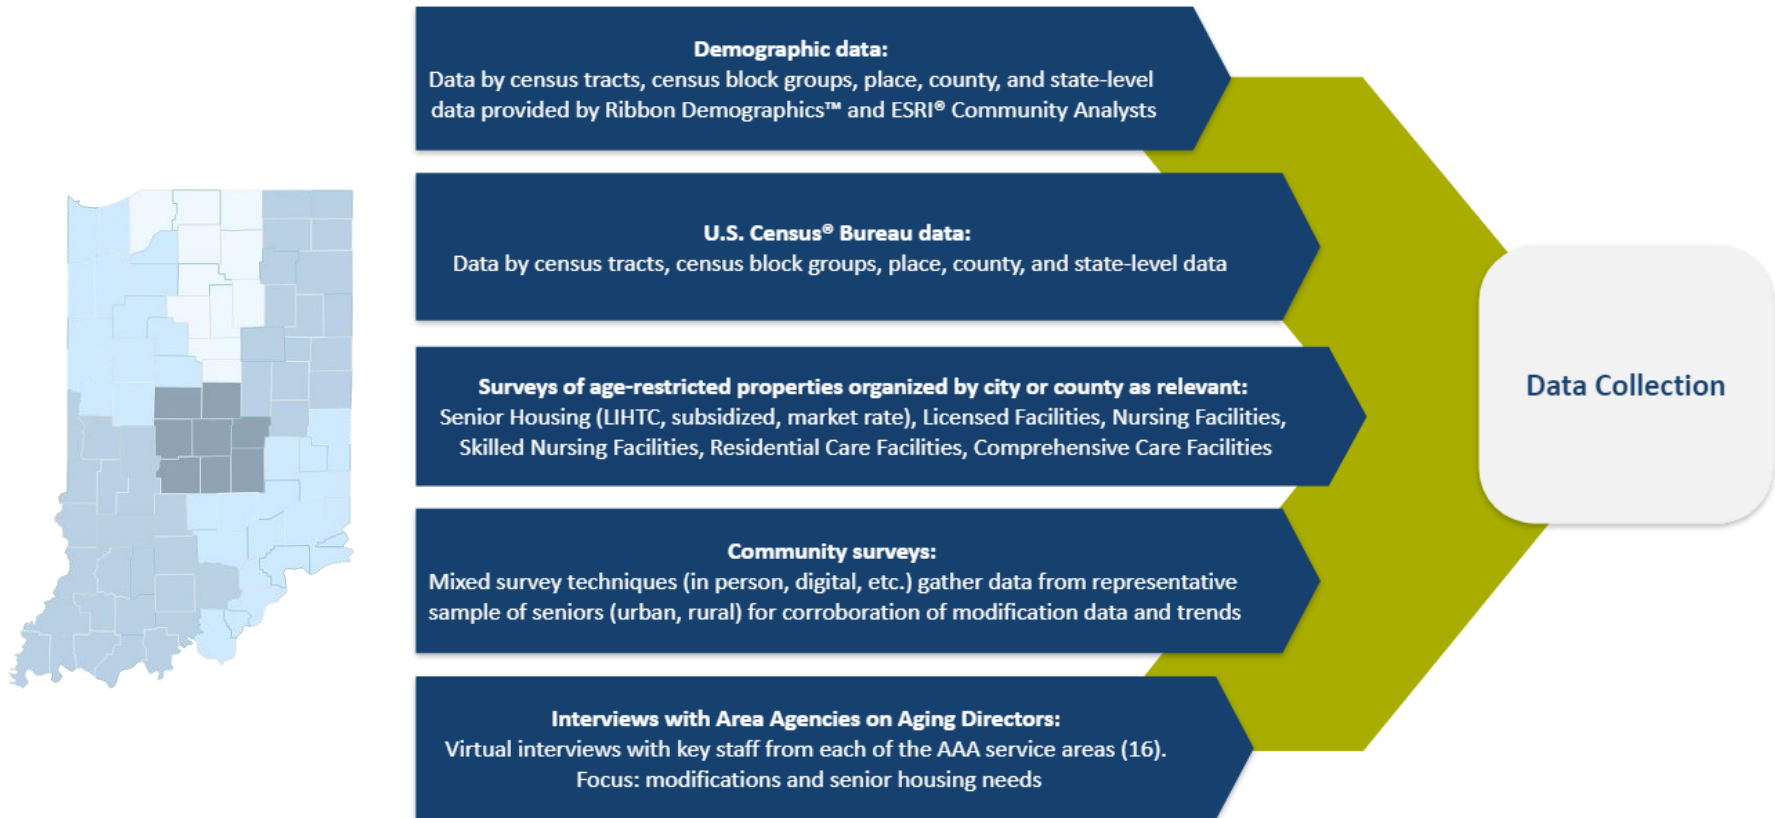 Demographic data:
Data by census tracts, census block groups, place, county, and state-level
data provided by Ribbon Demographics™ and ESRI® Community Analysts
U.S. Census® Bureau data:
Data by census tracts, census block groups, place, county, and state-level data
Surveys of age-restricted properties organized by city or county as relevant:
Senior Housing (LIHTC, subsidized, market rate), Licensed Facilities, Nursing Facilities,
Skilled Nursing Facilities, Residential Care Facilities, Comprehensive Care Facilities
Community surveys:
Mixed survey techniques (in person, digital, etc.) gather data from representative
sample of seniors (urban, rural) for corroboration of modification data and trends
Interviews with Area Agencies on Aging Directors:
Virtual interviews with key staff from each of the AAA service areas (16).
Focus: modifications and senior housing needs
Data Collection